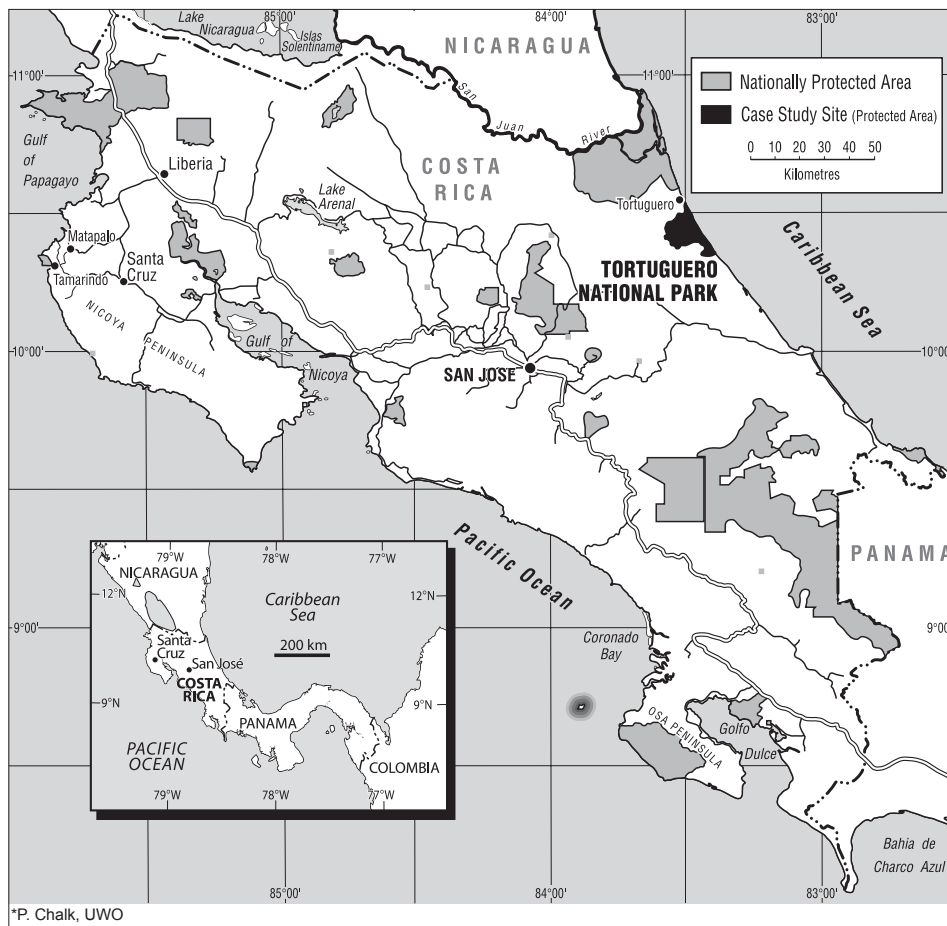 85°00'
84°00'
83°00'
Lake
Nicaragua
Islas
Solentiname
NICARAGUA
11°00'
11°00'
Nationally Protected Area
Case Study Site (Protected Area)
0 10 20 30 40 50
Kilometres
San Juan River
Gulf
of
Papagayo
Liberia
COSTA
RICA
Lake
Arenal
Tortuguero
Matapalo
Tamarindo
Santa
Cruz
TORTUGUERO
NATIONAL PARK
Caribbean Sea
NICOYA
PENINSULA
Gulf of
Nicoya
10°00'
10°00'
SAN JOSE
Pacific Ocean
PANAMA
79°W
78°W
77°W
NICARAGUA
12°N
12°N
Caribbean
Sea
Santa
Cruz
San José
200 km
COSTA
RICA
9°N
9°N
PANAMA
PACIFIC
OCEAN
COLOMBIA
79°W
78°W
77°W
9°00'
9°00'
Coronado
Bay
OSA PENINSULA
Golfo
Dulce
Bahia de
Charco Azul
85°00'
84°00'
83°00'
*P. Chalk, UWO